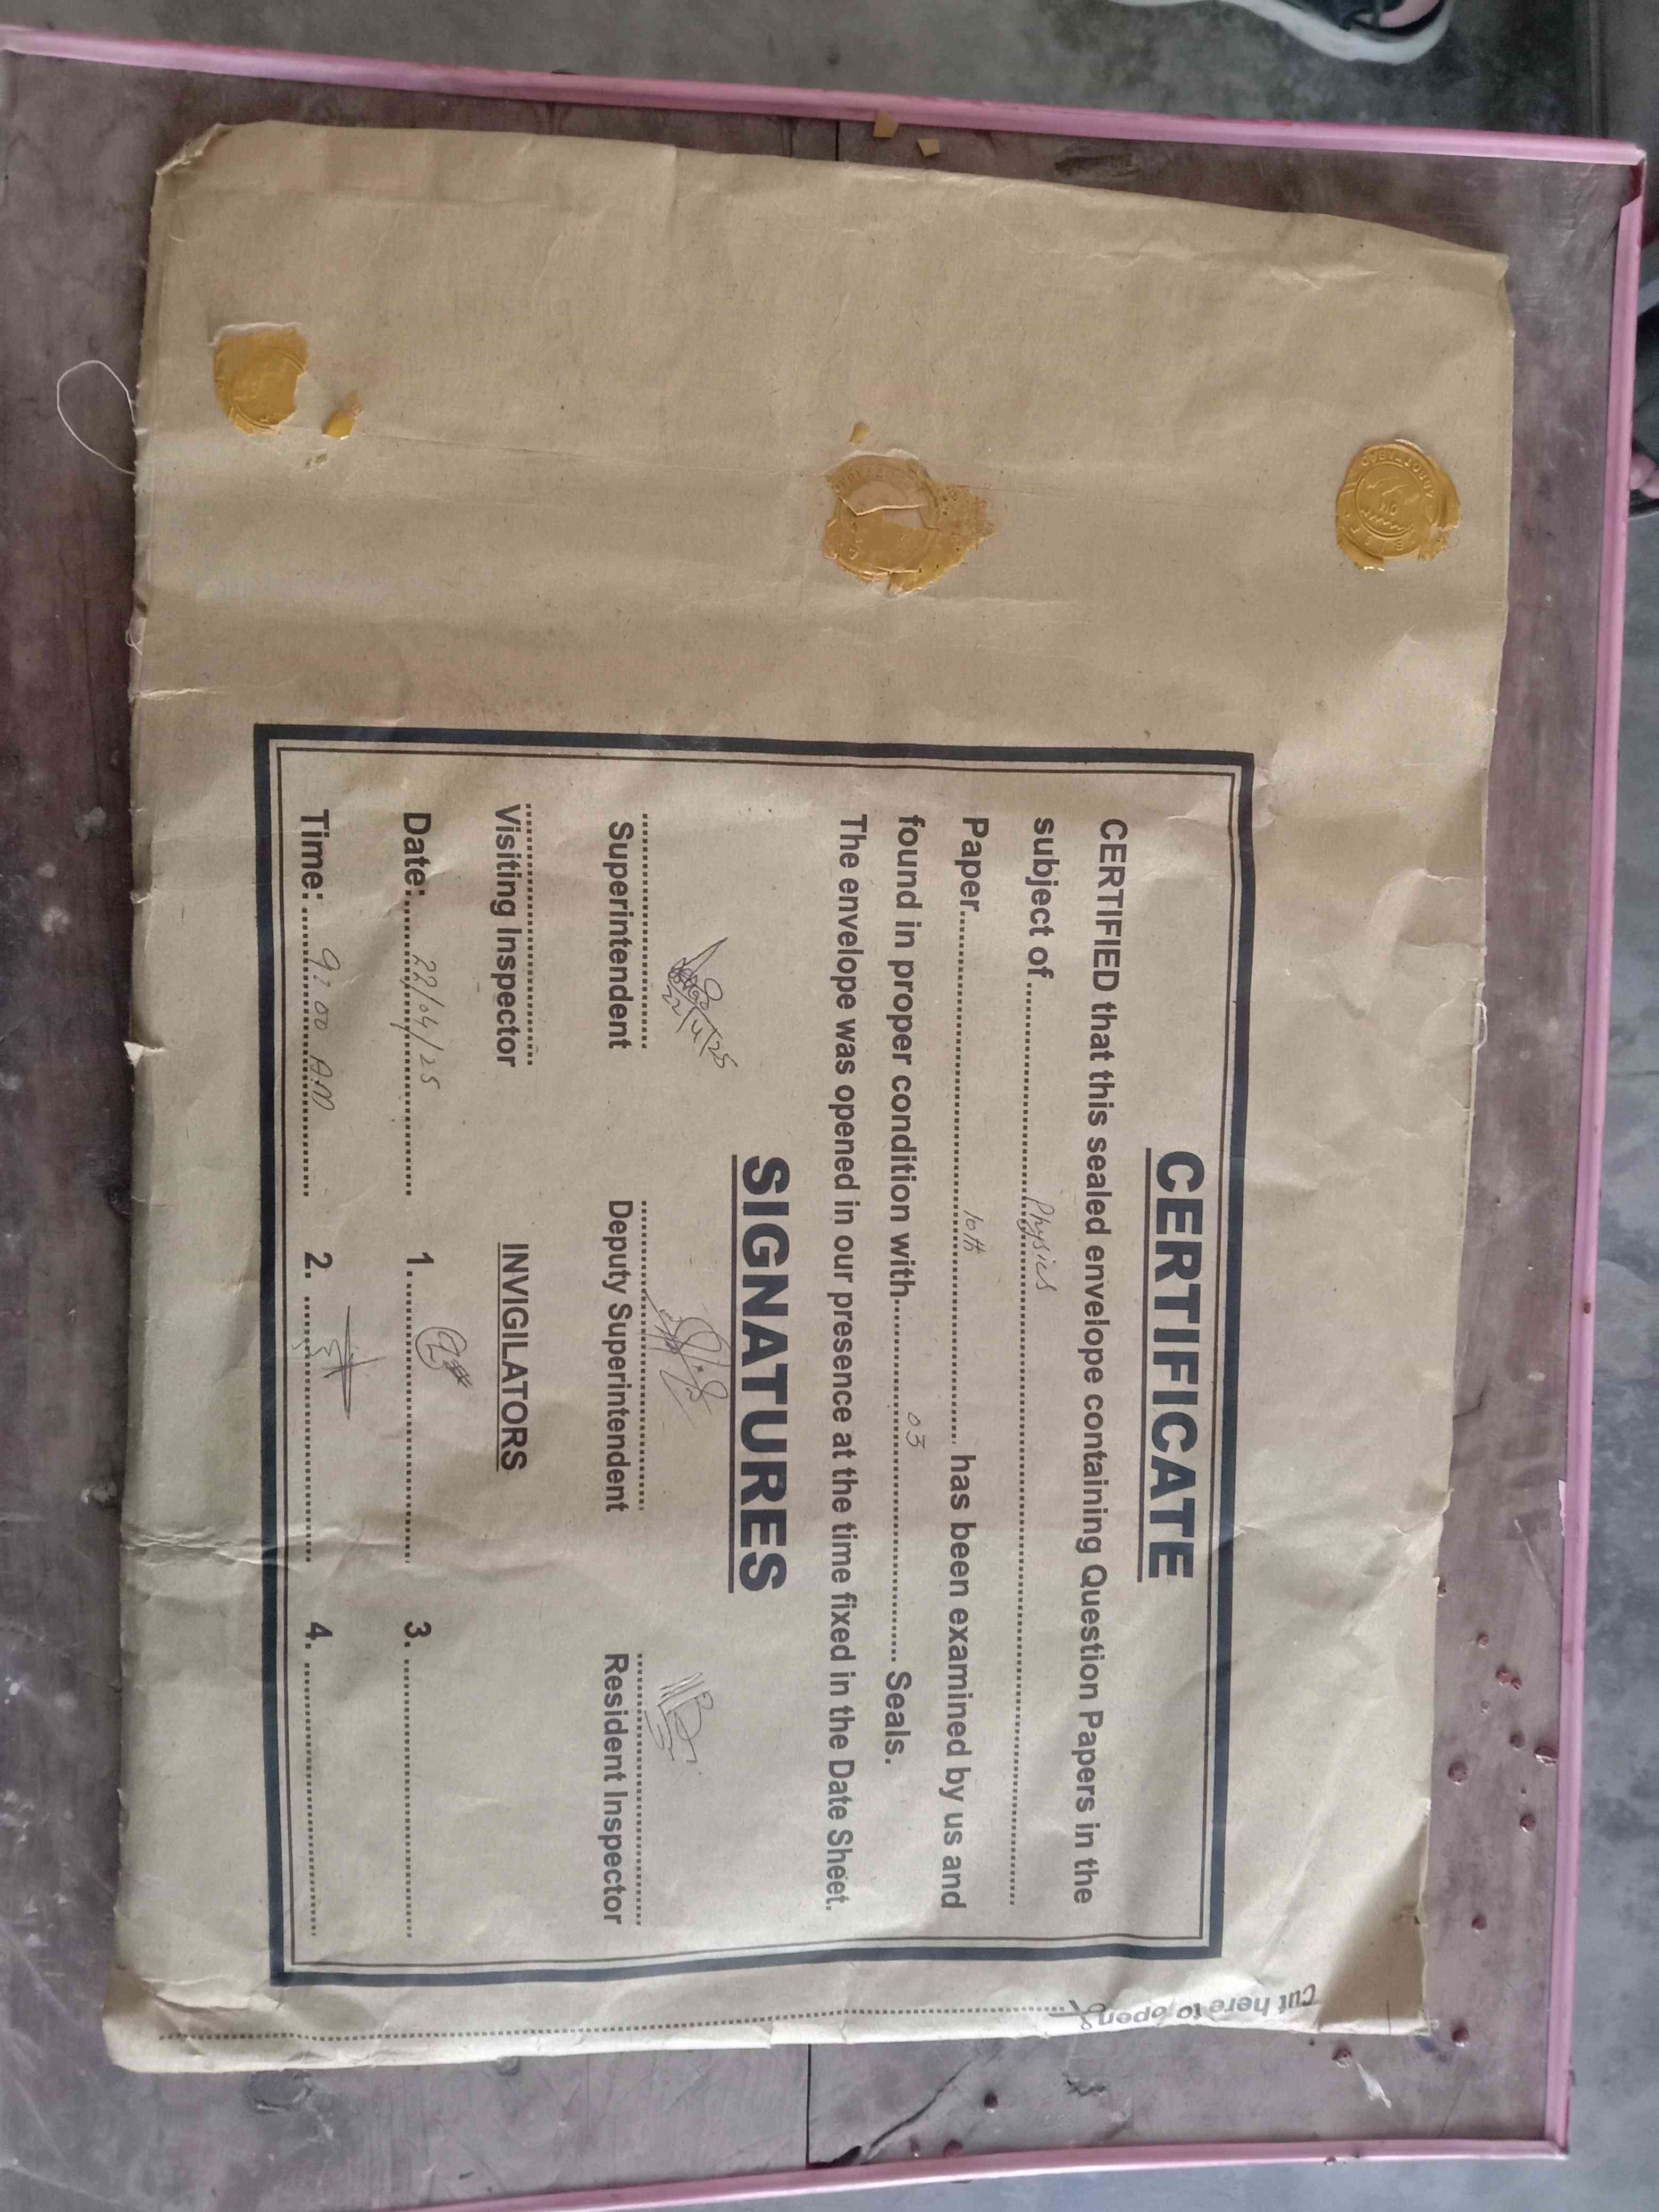 CERTIFICATE
CERTIFIED that this sealed envelope containing Question Papers in the
subject of........Physics........
Paper........10th........ has been examined by us and
found in proper condition with........03........ Seals.
The envelope was opened in our presence at the time fixed in the Date Sheet.
SIGNATURES
22/4/25
Superintendent Deputy Superintendent Resident Inspector
Visiting Inspector INVIGILATORS
Date:........22/04/25........ 1. ................ 3. ................
Time:........9:00 AM........ 2. ................ 4. ................
Cut here to open